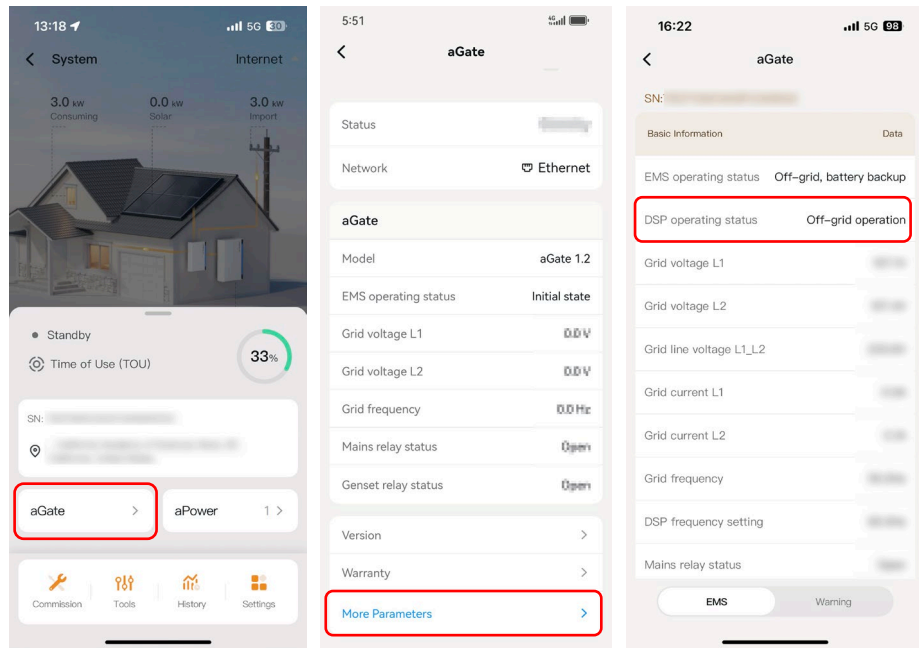 13:18
5G 30
System
Internet
3.0 kW
0.0 kW
3.0 kW
Consuming
Solar
Import
Standby
Time of Use (TOU)
33%
SN:
aGate
aPower 1
Commission
Tools
History
Settings
5:51
4G
aGate
Status
Network Ethernet
aGate
Model aGate 1.2
EMS operating status Initial state
Grid voltage L1 0.0 V
Grid voltage L2 0.0 V
Grid frequency 0.0 Hz
Mains relay status Open
Genset relay status Open
Version
Warranty
More Parameters
16:22
5G 98
aGate
SN:
Basic Information Data
EMS operating status Off-grid, battery backup
DSP operating status Off-grid operation
Grid voltage L1
Grid voltage L2
Grid line voltage L1_L2
Grid current L1
Grid current L2
Grid frequency
DSP frequency setting
Mains relay status
EMS
Warning